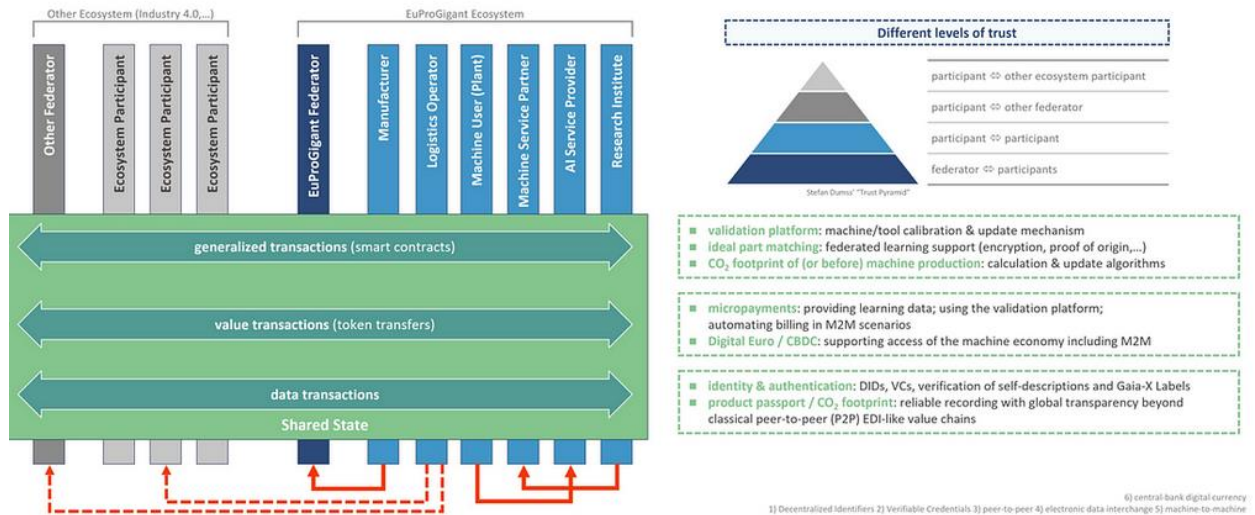 Other Ecosystem (Industry 4.0,...)
EuProGigant Ecosystem
Other Federator
Ecosystem Participant
Ecosystem Participant
Ecosystem Participant
EuProGigant Federator
Manufacturer
Logistics Operator
Machine User (Plant)
Machine Service Partner
AI Service Provider
Research Institute
generalized transactions (smart contracts)
value transactions (token transfers)
data transactions
Shared State
Different levels of trust
participant ⇔ other ecosystem participant
participant ⇔ other federator
participant ⇔ participant
federator ⇔ participants
Stefan Dumss' "Trust Pyramid"
validation platform: machine/tool calibration & update mechanism
ideal part matching: federated learning support (encryption, proof of origin,...)
CO₂ footprint of (or before) machine production: calculation & update algorithms
micropayments: providing learning data; using the validation platform;
automating billing in M2M scenarios
Digital Euro / CBDC: supporting access of the machine economy including M2M
identity & authentication: DIDs, VCs, verification of self-descriptions and Gaia-X Labels
product passport / CO₂ footprint: reliable recording with global transparency beyond
classical peer-to-peer (P2P) EDI-like value chains
6) central-bank digital currency
1) Decentralized Identifiers 2) Verifiable Credentials 3) peer-to-peer 4) electronic data interchange 5) machine-to-machine